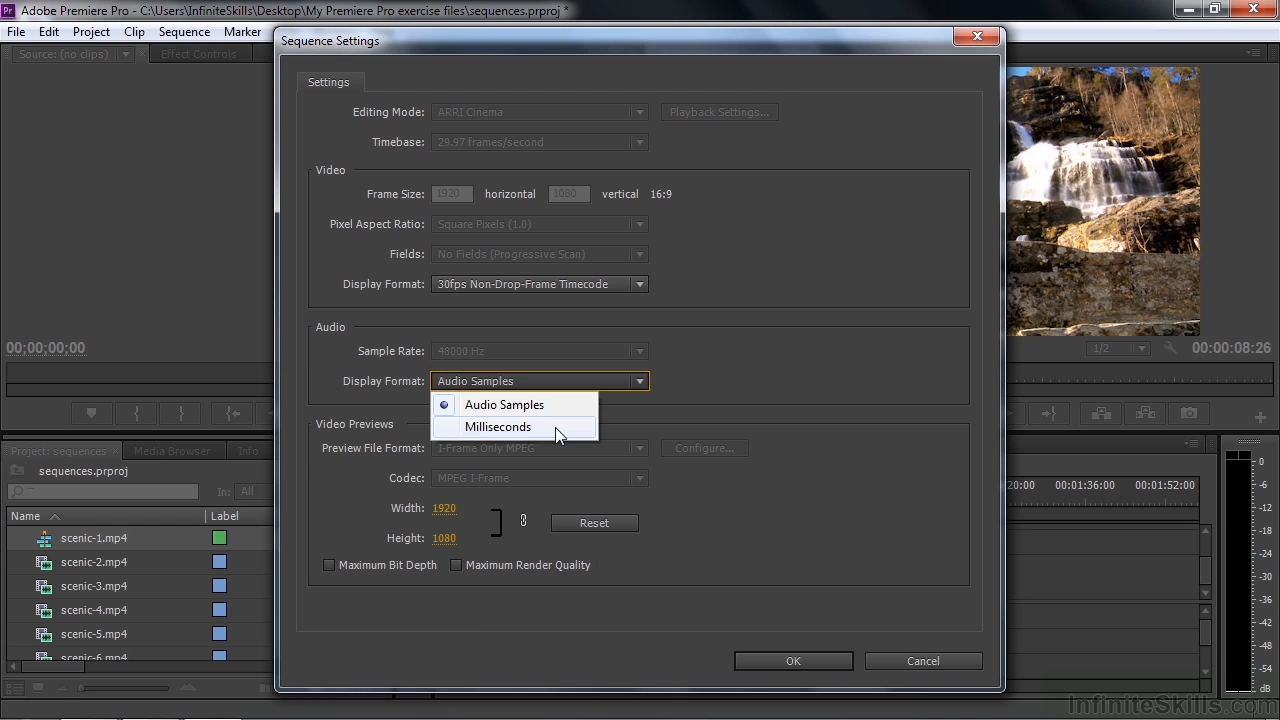 Pr Adobe Premiere Pro - C:\Users\InfiniteSkills\Desktop\My Premiere Pro exercise files\sequences.prproj *
File Edit Project Clip Sequence Marker
Sequence Settings
Source: (no clips) Effect Controls
Settings
Editing Mode: ARRI Cinema Playback Settings...
Timebase: 29.97 frames/second
Video
Frame Size: 1920 horizontal 1080 vertical 16:9
Pixel Aspect Ratio: Square Pixels (1.0)
Fields: No Fields (Progressive Scan)
Display Format: 30fps Non-Drop-Frame Timecode
Audio
00;00;00;00
Sample Rate: 48000 Hz
1/2 00:00:08:26
Display Format: Audio Samples
Audio Samples
Milliseconds
Video Previews
Preview File Format: I-Frame Only MPEG Configure...
Codec: MPEG I-Frame
Width: 1920
Height: 1080
Reset
Maximum Bit Depth Maximum Render Quality
OK Cancel
Project: sequences Media Browser Info
sequences.prproj
In: All
Name Label
scenic-1.mp4
scenic-2.mp4
scenic-3.mp4
scenic-4.mp4
scenic-5.mp4
scenic-6.mp4
20:00 00:01:36:00 00:01:52:00
0
-6
-12
-18
-24
-30
-36
-42
-48
-54
dB
InfiniteSkills.com